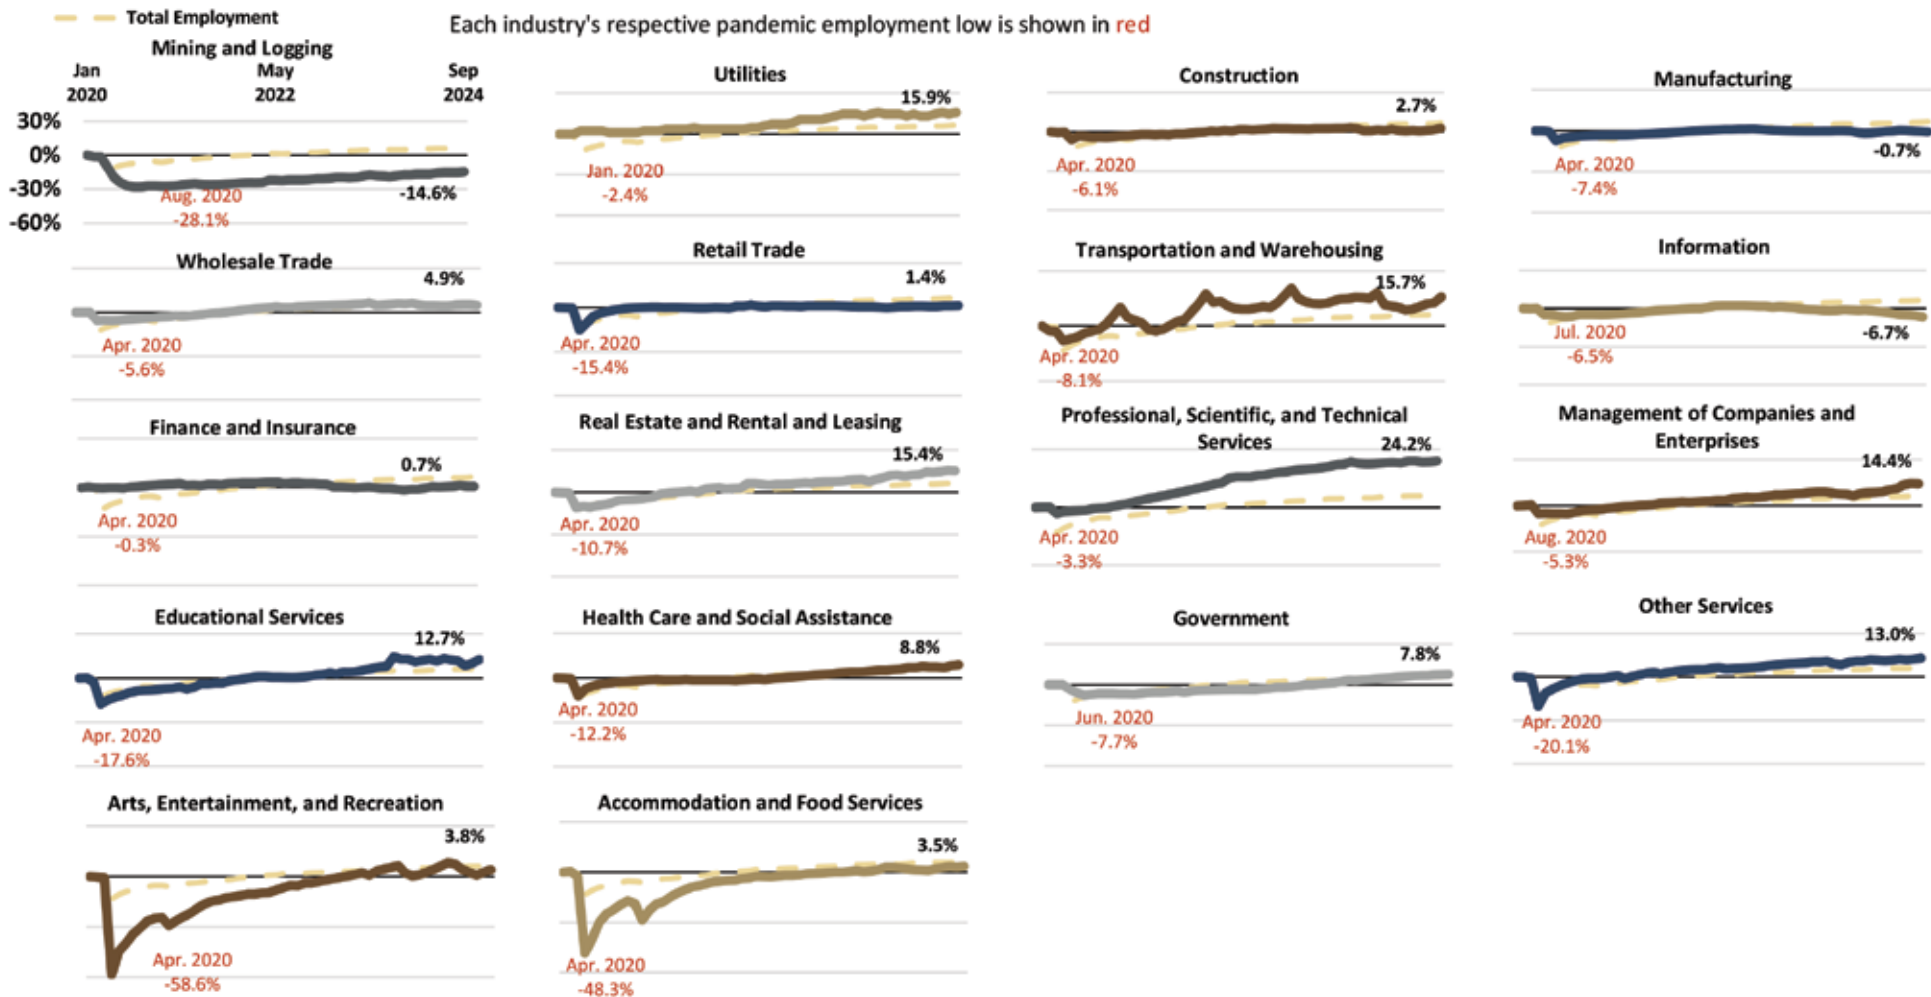 Total Employment
Each industry's respective pandemic employment low is shown in red
Mining and Logging
Jan
2020
May
2022
Sep
2024
30%
0%
-30%
-60%
Aug. 2020
-28.1%
-14.6%
Utilities
15.9%
Jan. 2020
-2.4%
Construction
2.7%
Apr. 2020
-6.1%
Manufacturing
-0.7%
Apr. 2020
-7.4%
Wholesale Trade
4.9%
Apr. 2020
-5.6%
Retail Trade
1.4%
Apr. 2020
-15.4%
Transportation and Warehousing
15.7%
Apr. 2020
-8.1%
Information
Jul. 2020
-6.5%
-6.7%
Finance and Insurance
0.7%
Apr. 2020
-0.3%
Real Estate and Rental and Leasing
15.4%
Apr. 2020
-10.7%
Professional, Scientific, and Technical
Services
24.2%
Apr. 2020
-3.3%
Management of Companies and
Enterprises
14.4%
Aug. 2020
-5.3%
Educational Services
12.7%
Apr. 2020
-17.6%
Health Care and Social Assistance
8.8%
Apr. 2020
-12.2%
Government
7.8%
Jun. 2020
-7.7%
Other Services
13.0%
Apr. 2020
-20.1%
Arts, Entertainment, and Recreation
3.8%
Apr. 2020
-58.6%
Accommodation and Food Services
3.5%
Apr. 2020
-48.3%